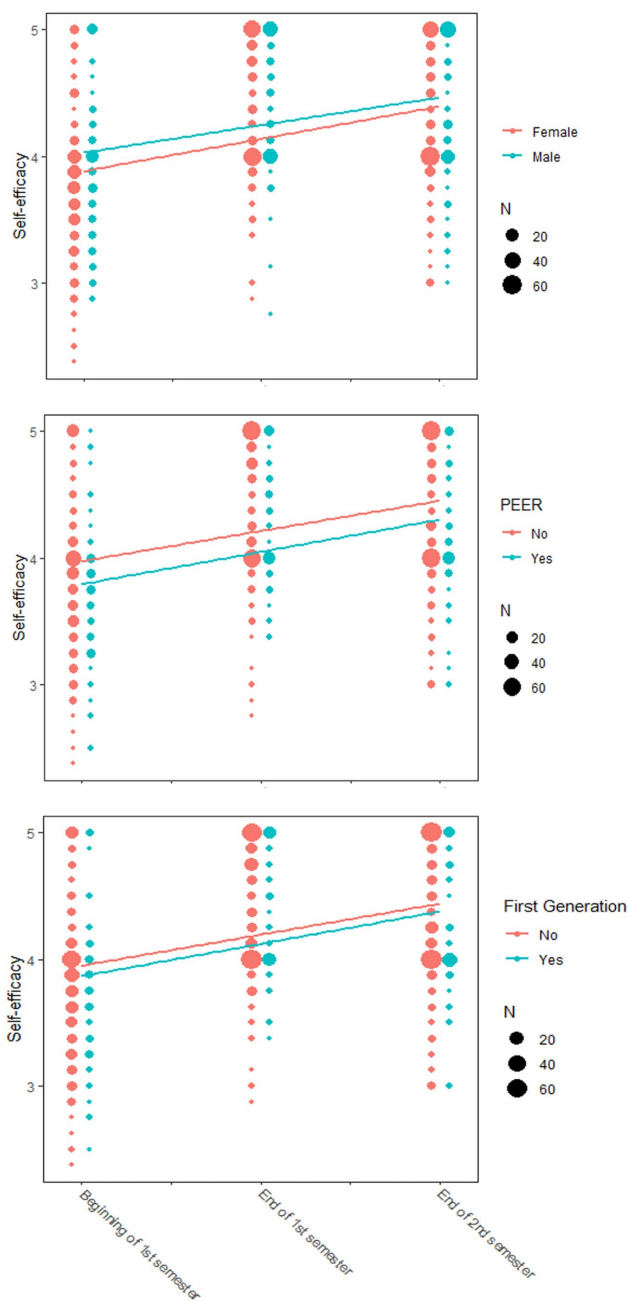 5
4
3
Self-efficacy
Female
Male
N
20
40
60
5
4
3
Self-efficacy
PEER
No
Yes
N
20
40
60
5
4
3
Self-efficacy
First Generation
No
Yes
N
20
40
60
Beginning of 1st semester
End of 1st semester
End of 2nd semester